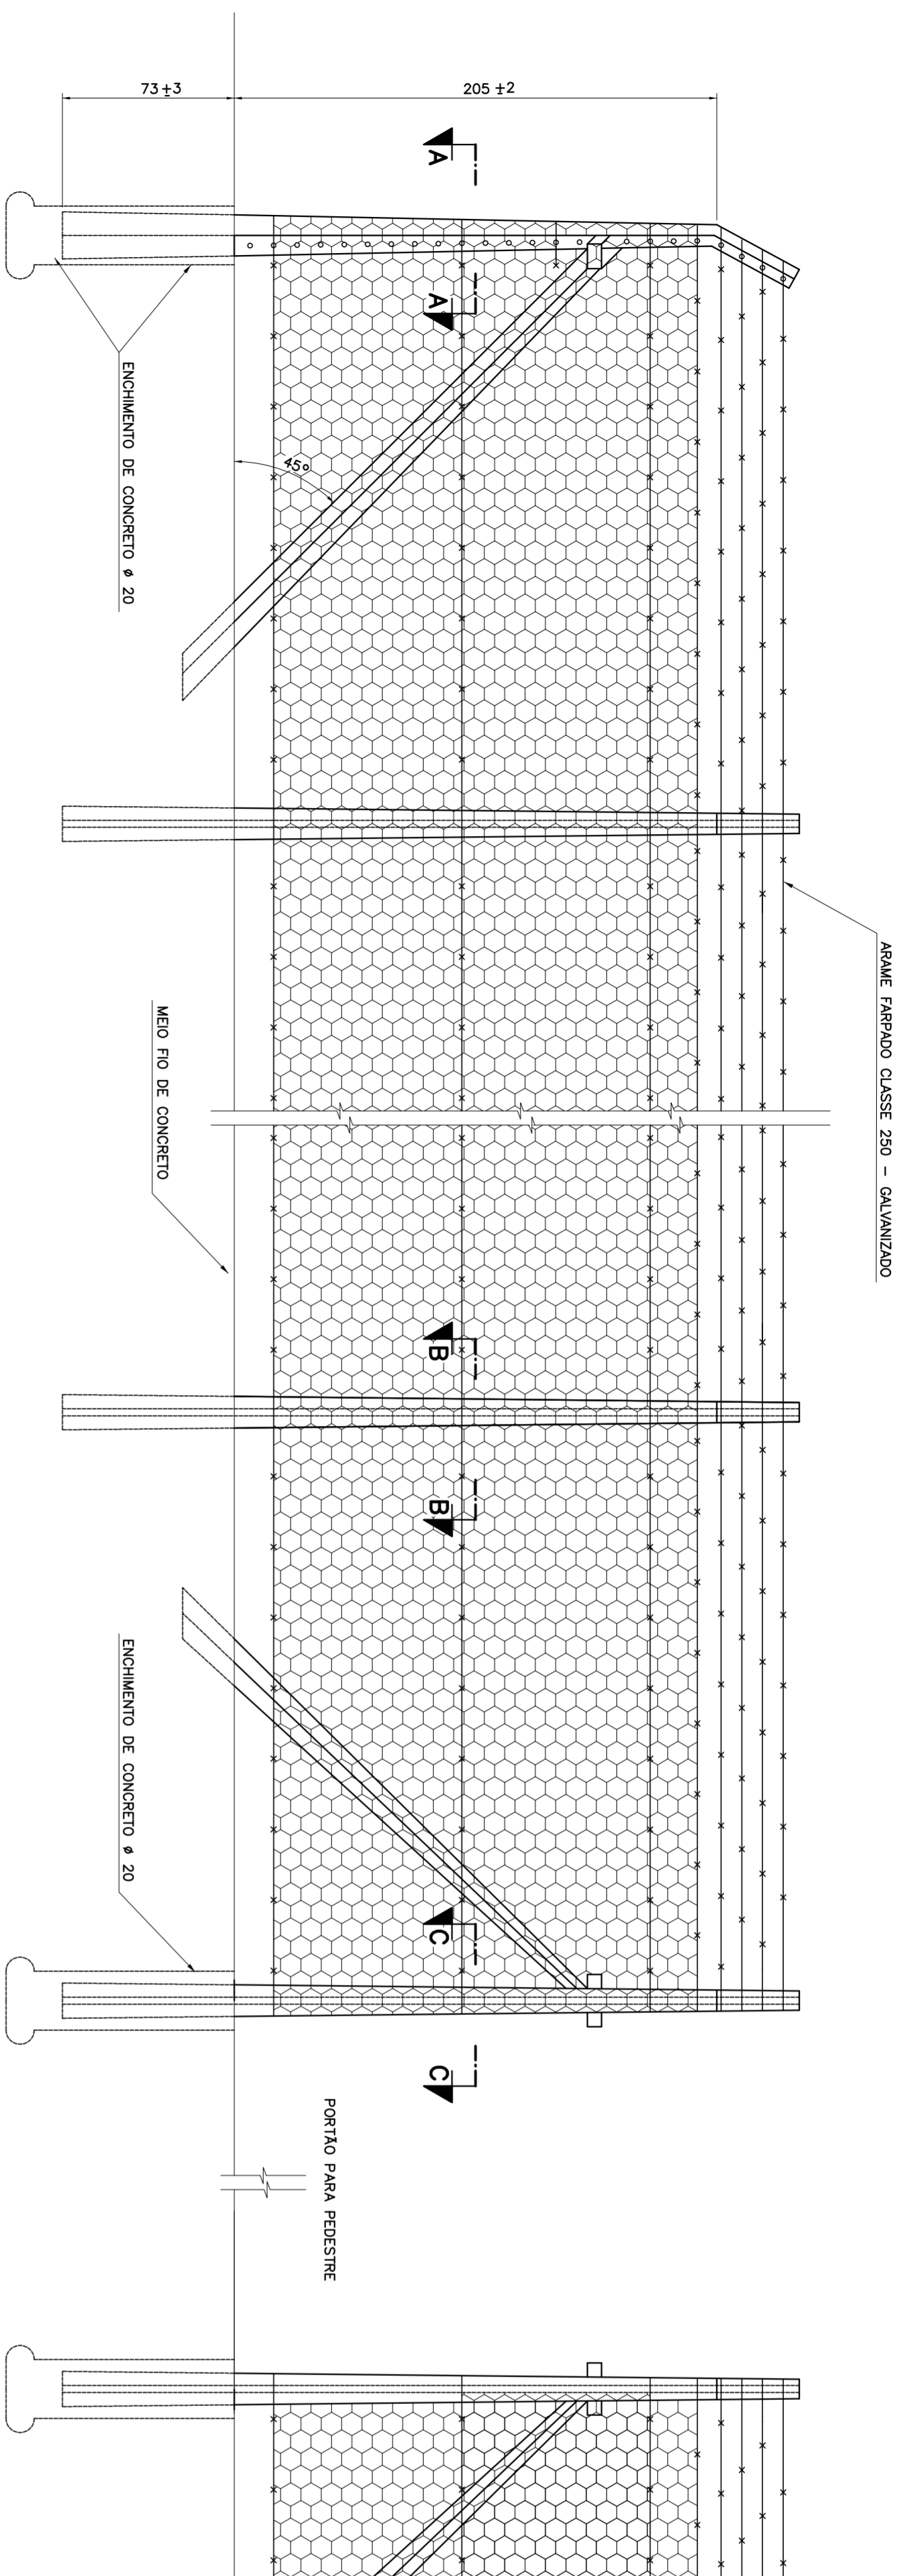 73 ±3
205 ±2
A
A
45°
ENCHIMENTO DE CONCRETO ø 20
ARAME FARPADO CLASSE 250 - GALVANIZADO
MEIO FIO DE CONCRETO
B
B
ENCHIMENTO DE CONCRETO ø 20
C
C
PORTÃO PARA PEDESTRE